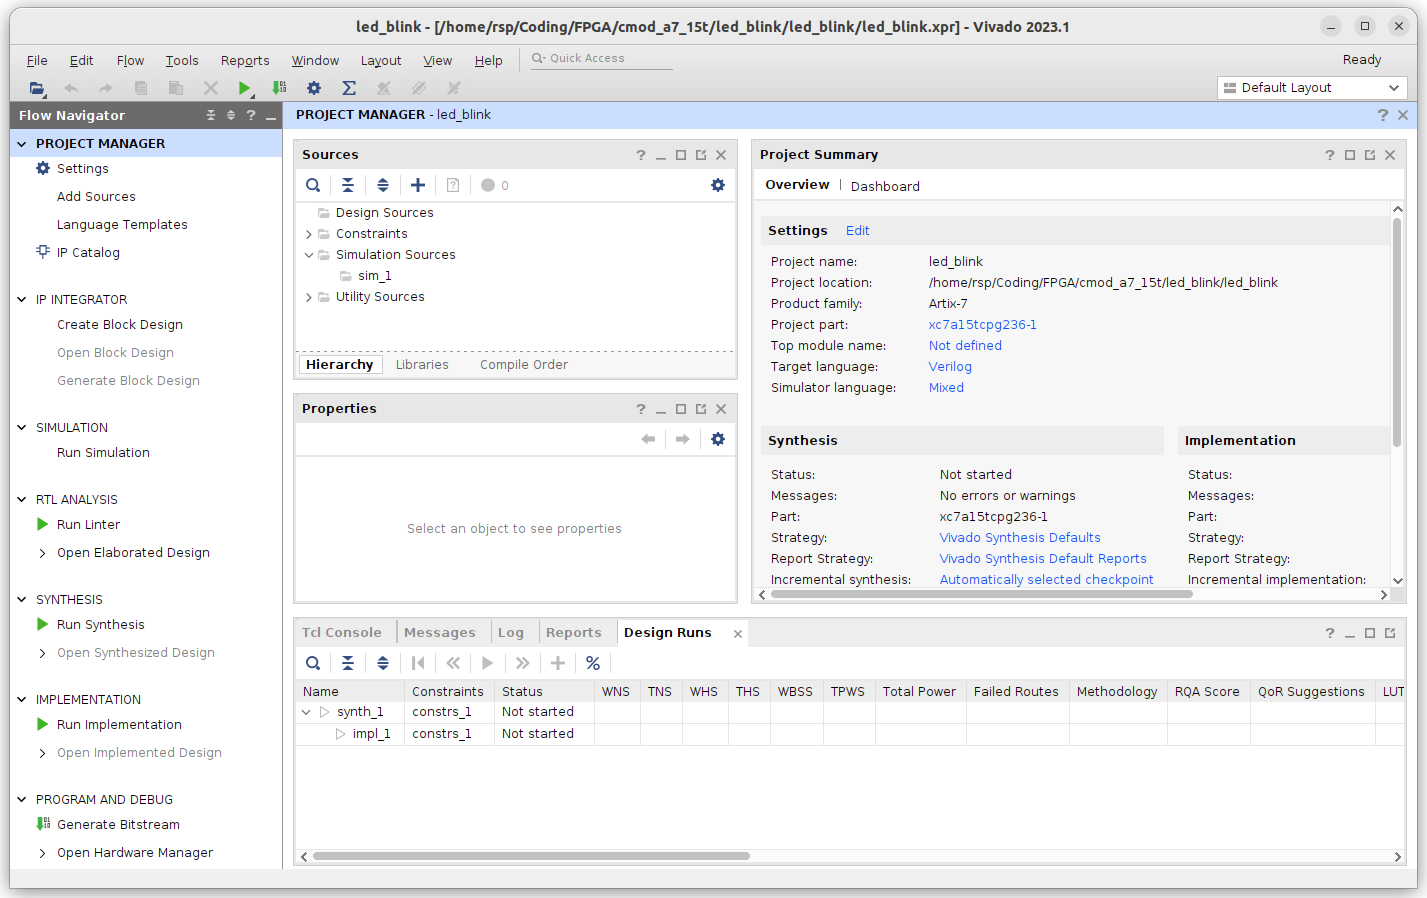 led_blink - [/home/rsp/Coding/FPGA/cmod_a7_15t/led_blink/led_blink/led_blink.xpr] - Vivado 2023.1
File Edit Flow Tools Reports Window Layout View Help Quick Access Ready
Default Layout
Flow Navigator
PROJECT MANAGER
Settings
Add Sources
Language Templates
IP Catalog
IP INTEGRATOR
Create Block Design
Open Block Design
Generate Block Design
SIMULATION
Run Simulation
RTL ANALYSIS
Run Linter
Open Elaborated Design
SYNTHESIS
Run Synthesis
Open Synthesized Design
IMPLEMENTATION
Run Implementation
Open Implemented Design
PROGRAM AND DEBUG
Generate Bitstream
Open Hardware Manager
PROJECT MANAGER - led_blink
Sources
0
Design Sources
Constraints
Simulation Sources
sim_1
Utility Sources
Hierarchy Libraries Compile Order
Properties
Select an object to see properties
Project Summary
Overview Dashboard
Settings Edit
Project name: led_blink
Project location: /home/rsp/Coding/FPGA/cmod_a7_15t/led_blink/led_blink
Product family: Artix-7
Project part: xc7a15tcpg236-1
Top module name: Not defined
Target language: Verilog
Simulator language: Mixed
Synthesis
Status: Not started
Messages: No errors or warnings
Part: xc7a15tcpg236-1
Strategy: Vivado Synthesis Defaults
Report Strategy: Vivado Synthesis Default Reports
Incremental synthesis: Automatically selected checkpoint
Implementation
Status:
Messages:
Part:
Strategy:
Report Strategy:
Incremental implementation:
Tcl Console Messages Log Reports Design Runs
%
Name Constraints Status WNS TNS WHS THS WBSS TPWS Total Power Failed Routes Methodology RQA Score QoR Suggestions LUT
synth_1 constrs_1 Not started
impl_1 constrs_1 Not started